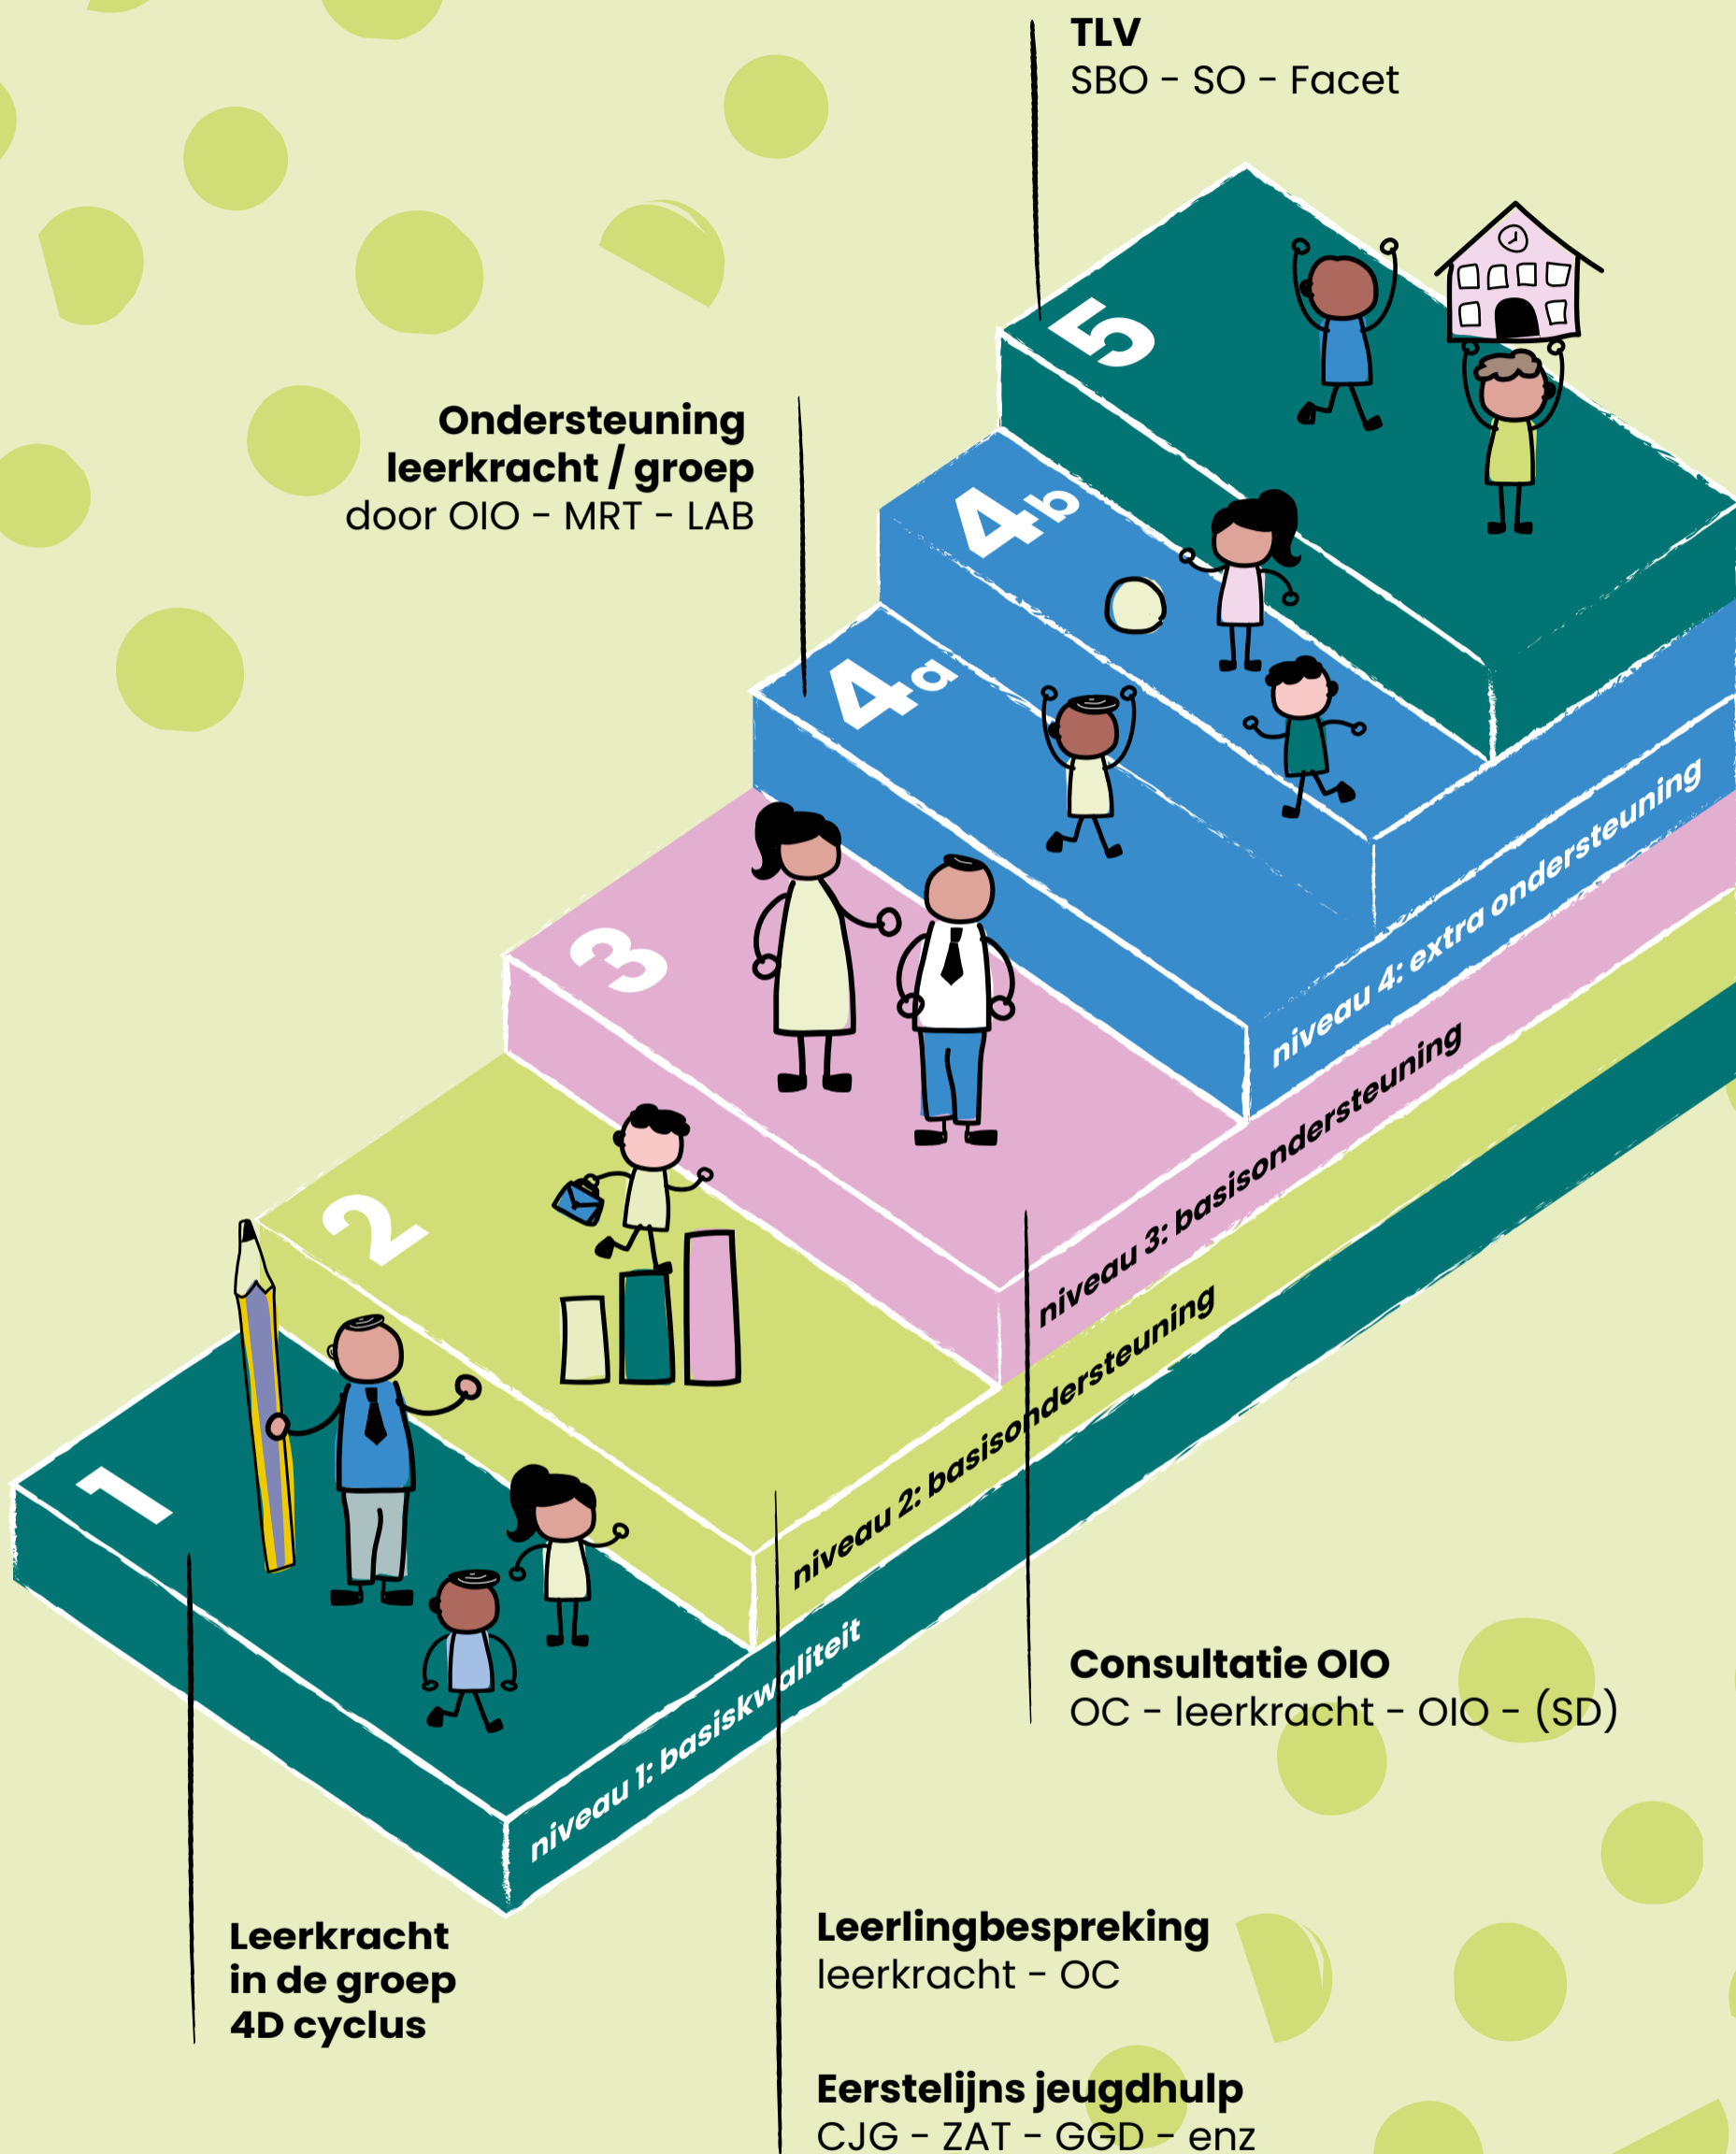 TLV
SBO - SO - Facet
5
Ondersteuning
leerkracht / groep
door OIO - MRT - LAB
4b
4a
niveau 4: extra ondersteuning
3
niveau 3: basisondersteuning
2
niveau 2: basisondersteuning
1
niveau 1: basiskwaliteit
Consultatie OIO
OC - leerkracht - OIO - (SD)
Leerkracht
in de groep
4D cyclus
Leerlingbespreking
leerkracht - OC
Eerstelijns jeugdhulp
CJG - ZAT - GGD - enz